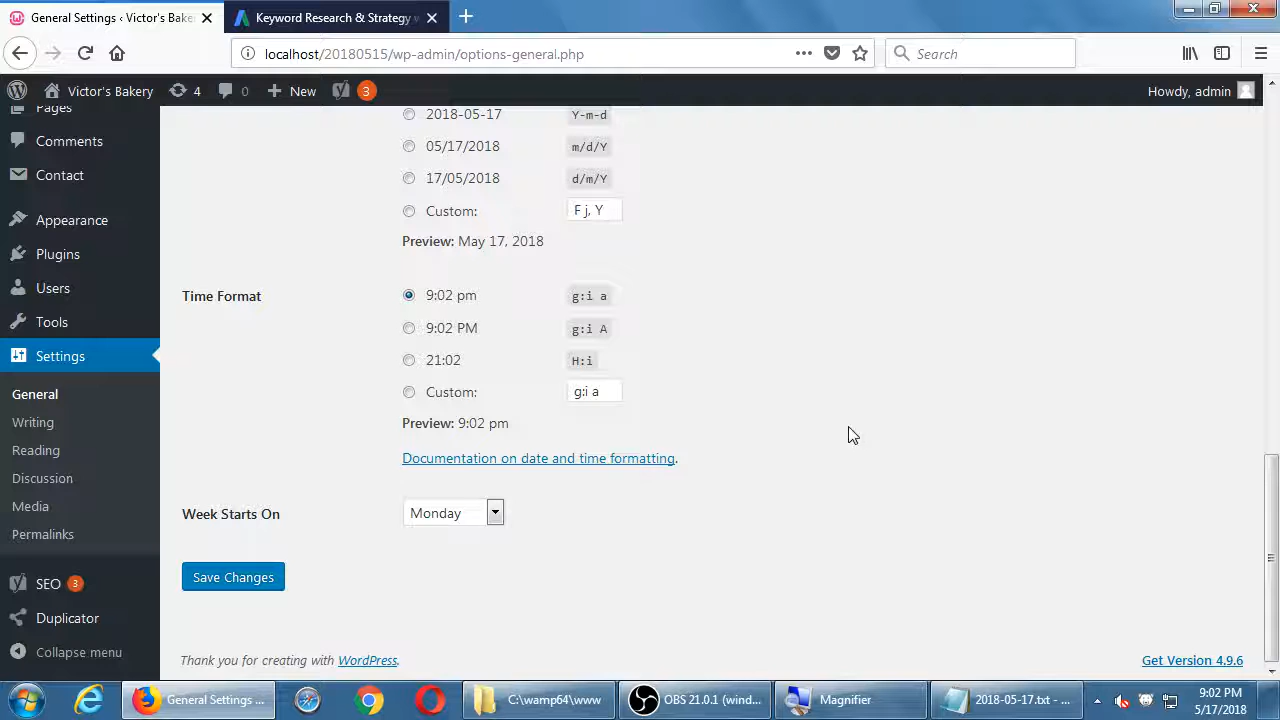 General Settings ‹ Victor's Bake
Keyword Research & Strategy
localhost/20180515/wp-admin/options-general.php
Search
Victor's Bakery
4
0
New
3
Howdy, admin
Pages
Comments
Contact
Appearance
Plugins
Users
Tools
Settings
General
Writing
Reading
Discussion
Media
Permalinks
SEO 3
Duplicator
Collapse menu
2018-05-17 Y-m-d
05/17/2018 m/d/Y
17/05/2018 d/m/Y
Custom: F j, Y
Preview: May 17, 2018
Time Format
9:02 pm g:i a
9:02 PM g:i A
21:02 H:i
Custom: g:i a
Preview: 9:02 pm
Documentation on date and time formatting.
Week Starts On
Monday
Save Changes
Thank you for creating with WordPress.
Get Version 4.9.6
General Settings ...
C:\wamp64\www
OBS 21.0.1 (wind...
Magnifier
2018-05-17.txt - ...
9:02 PM
5/17/2018